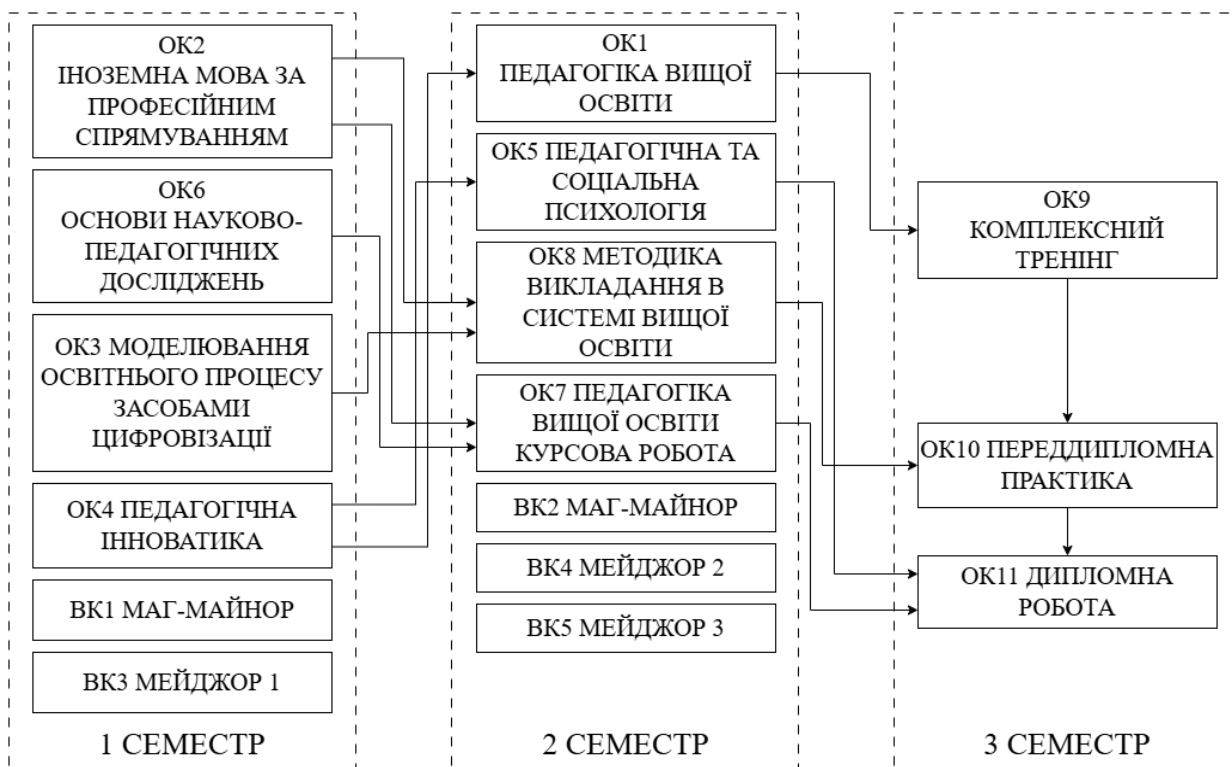 ОК2
ІНОЗЕМНА МОВА ЗА
ПРОФЕСІЙНИМ
СПРЯМУВАННЯМ
ОК6
ОСНОВИ НАУКОВО-
ПЕДАГОГІЧНИХ
ДОСЛІДЖЕНЬ
ОК3 МОДЕЛЮВАННЯ
ОСВІТНЬОГО ПРОЦЕСУ
ЗАСОБАМИ
ЦИФРОВІЗАЦІЇ
ОК4 ПЕДАГОГІЧНА
ІННОВАТИКА
ВК1 МАГ-МАЙНОР
ВК3 МЕЙДЖОР 1
1 СЕМЕСТР
ОК1
ПЕДАГОГІКА ВИЩОЇ
ОСВІТИ
ОК5 ПЕДАГОГІЧНА ТА
СОЦІАЛЬНА
ПСИХОЛОГІЯ
ОК8 МЕТОДИКА
ВИКЛАДАННЯ В
СИСТЕМІ ВИЩОЇ
ОСВІТИ
ОК7 ПЕДАГОГІКА
ВИЩОЇ ОСВІТИ
КУРСОВА РОБОТА
ВК2 МАГ-МАЙНОР
ВК4 МЕЙДЖОР 2
ВК5 МЕЙДЖОР 3
2 СЕМЕСТР
ОК9
КОМПЛЕКСНИЙ
ТРЕНІНГ
ОК10 ПЕРЕДДИПЛОМНА
ПРАКТИКА
ОК11 ДИПЛОМНА
РОБОТА
3 СЕМЕСТР